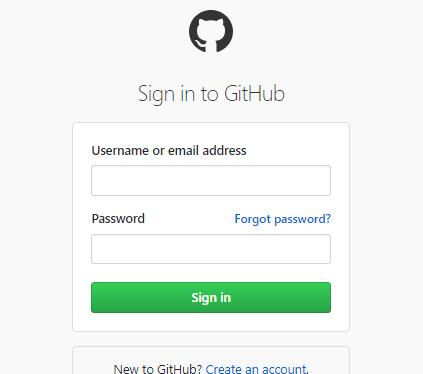 Sign in to GitHub
Username or email address
Password Forgot password?
Sign in
New to GitHub? Create an account.